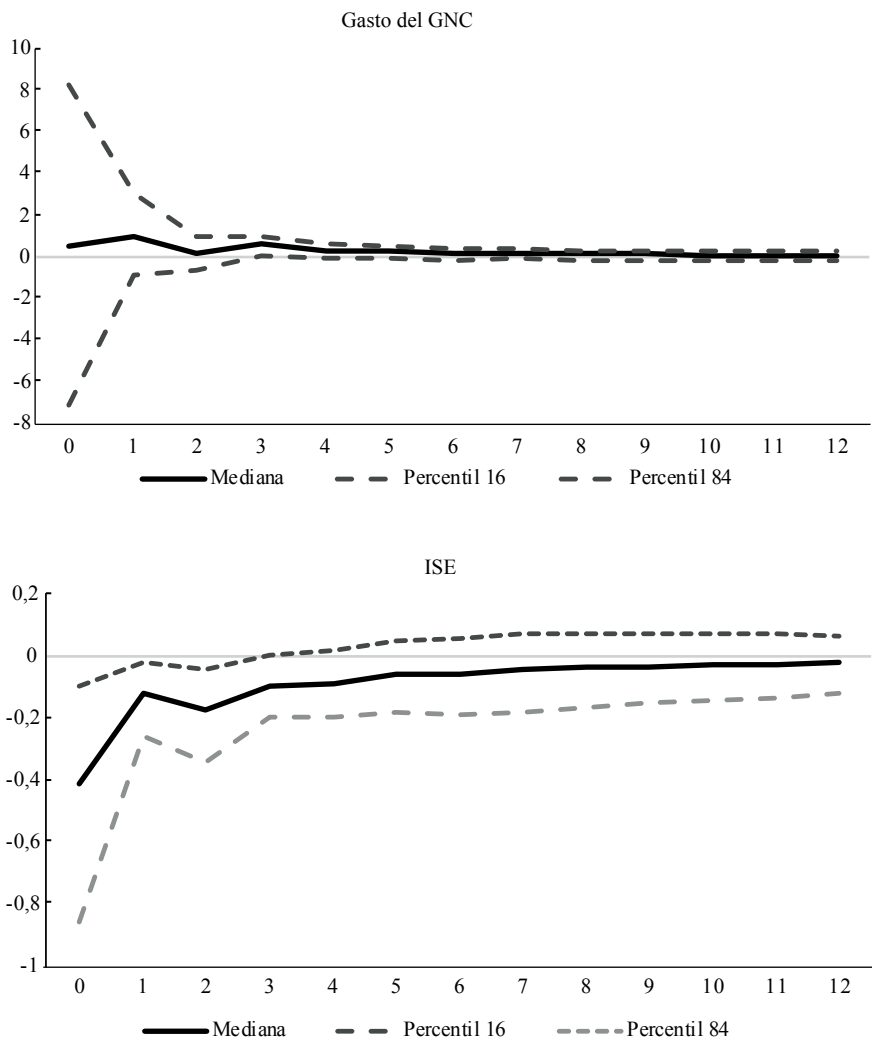 Gasto del GNC
10
8
6
4
2
0
-2
-4
-6
-8
0 1 2 3 4 5 6 7 8 9 10 11 12
Mediana Percentil 16 Percentil 84
ISE
0,2
0
-0,2
-0,4
-0,6
-0,8
-1
0 1 2 3 4 5 6 7 8 9 10 11 12
Mediana Percentil 16 Percentil 84